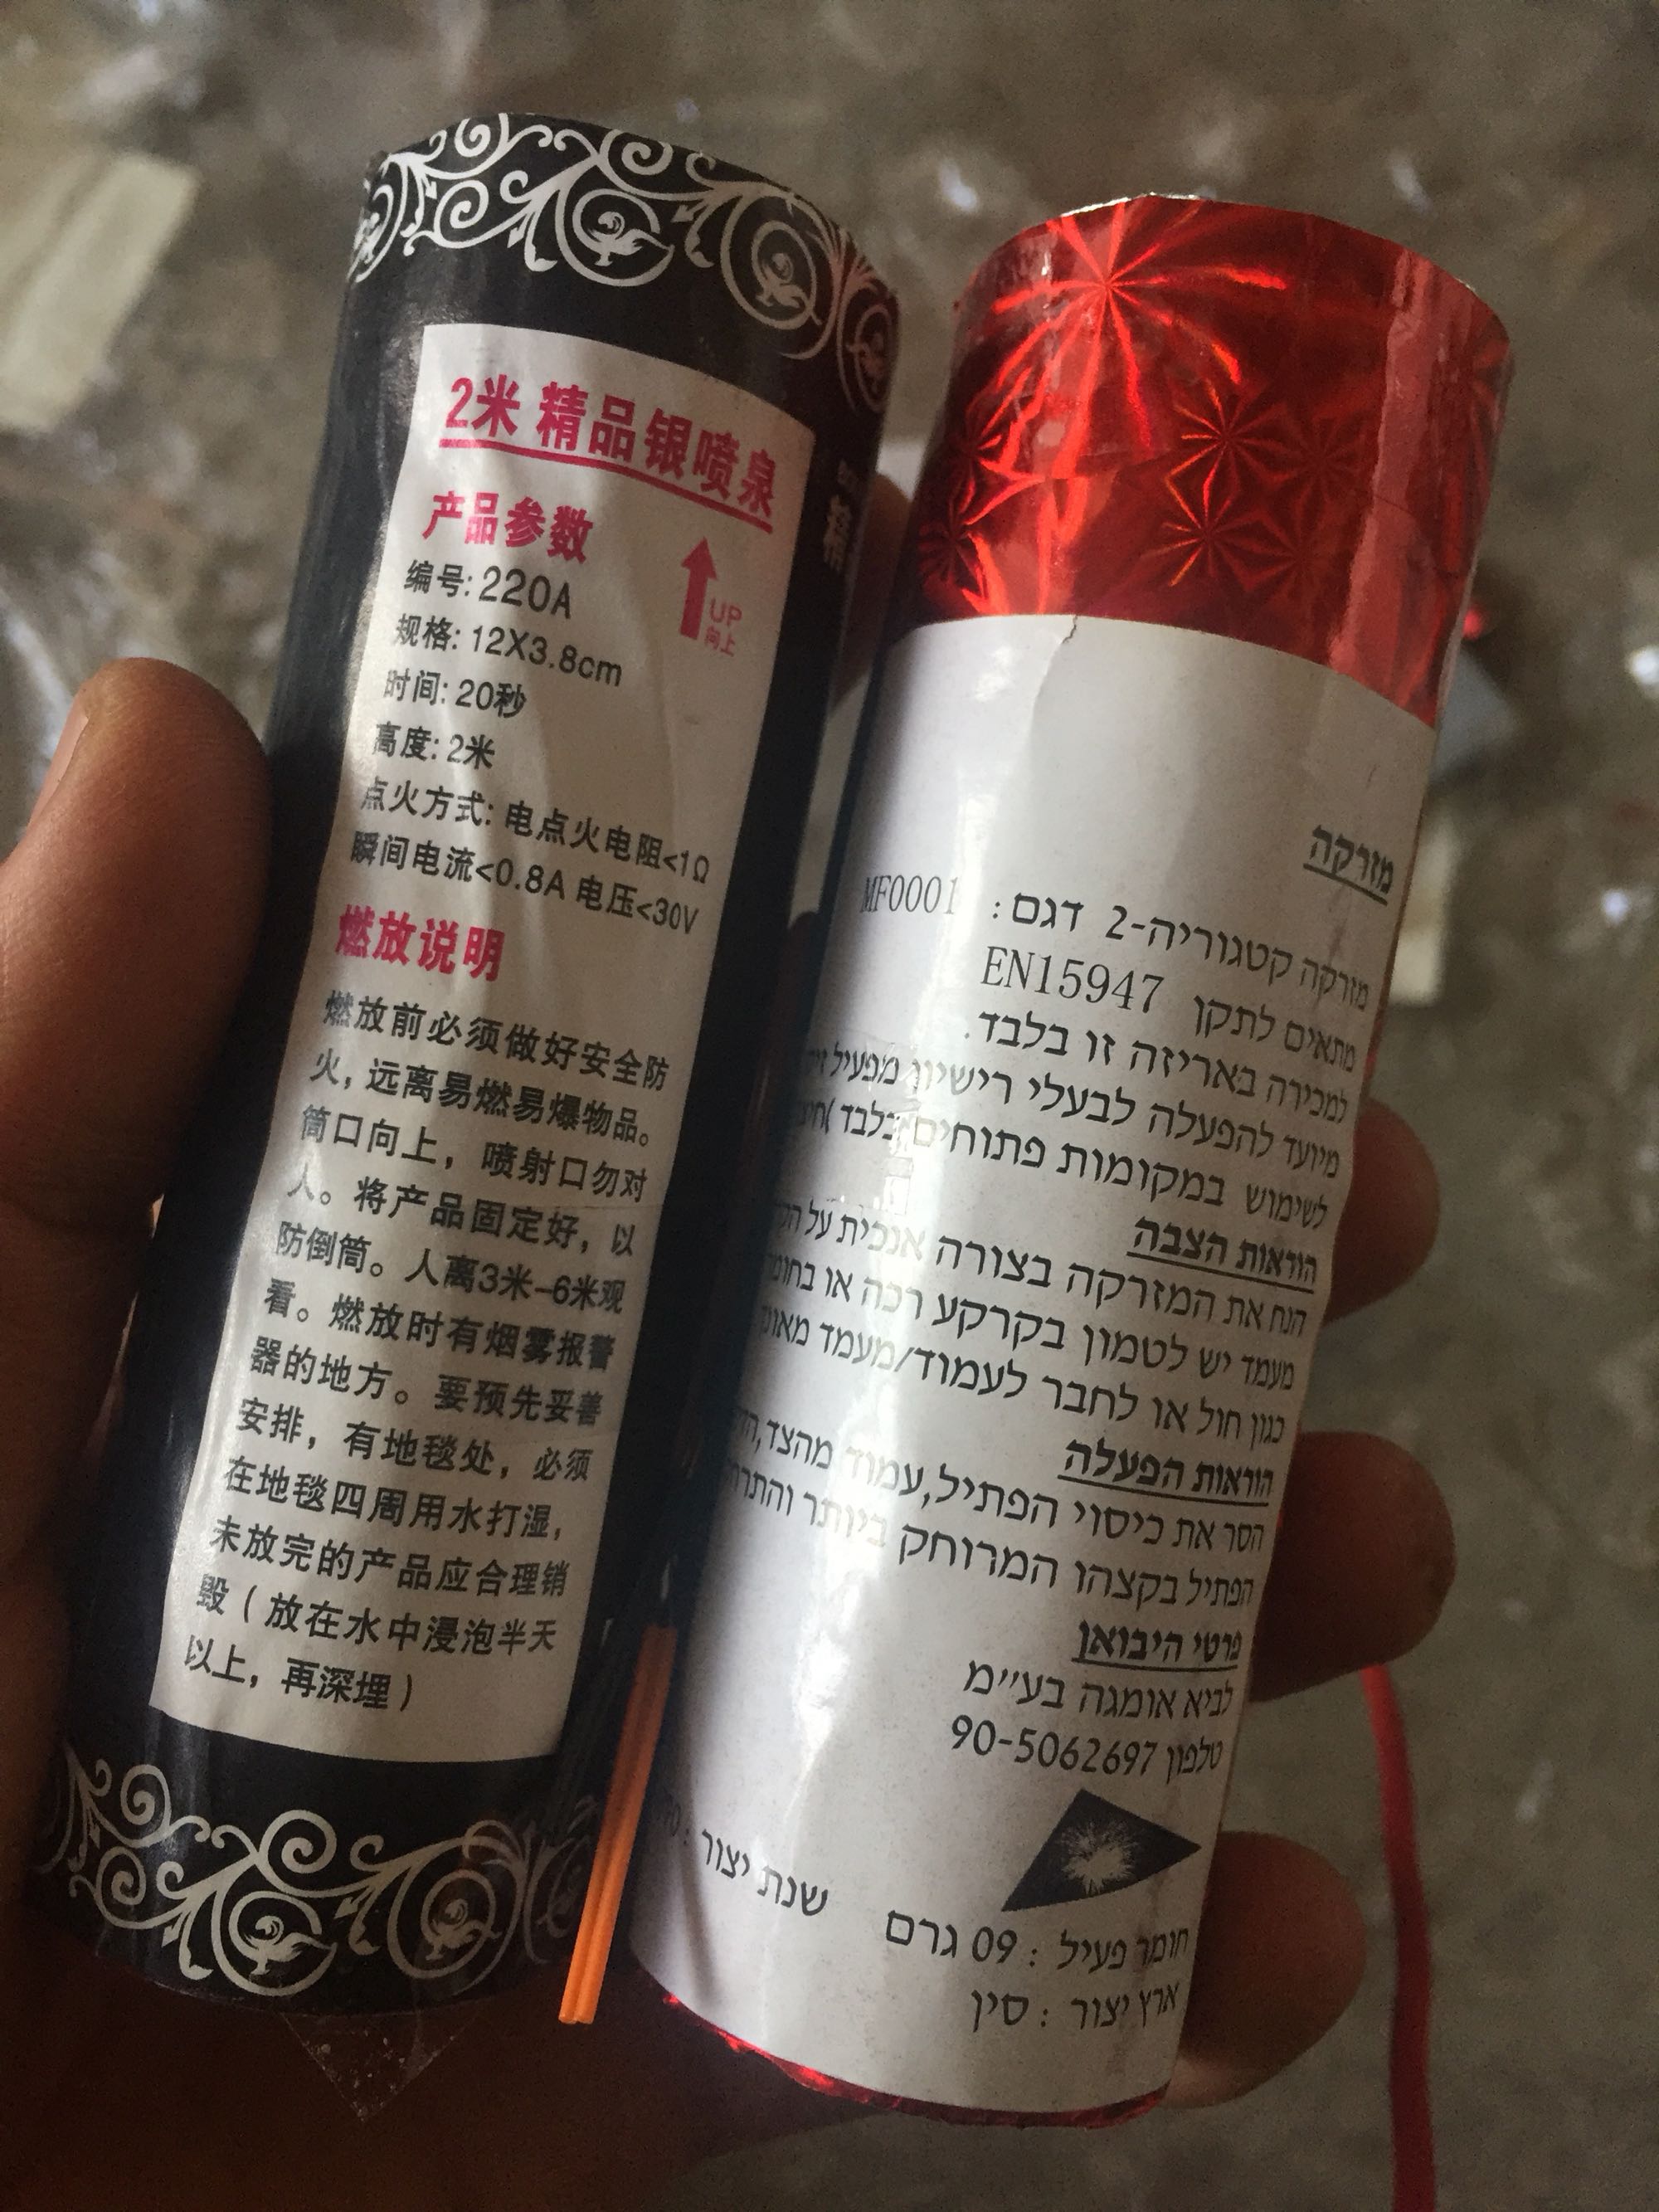 2米 精品银喷泉
产品参数
UP
向上
编号: 220A
规格: 12X3.8cm
时间: 20秒
高度: 2米
点火方式: 电点火电阻<1Ω
瞬间电流<0.8A 电压<30V
燃放说明
燃放前必须做好安全防
火, 远离易燃易爆物品。
筒口向上, 喷射口勿对
人。将产品固定好, 以
防倒筒。人离3米-6米观
看。燃放时有烟雾报警
器的地方。要预先妥善
安排, 有地毯处, 必须
在地毯四周用水打湿,
未放完的产品应合理销
毁 ( 放在水中浸泡半天
以上, 再深埋 )
מזרקה
מזרקה קטגוריה-2 דגם: MF0001
מתאים לתקן EN15947
למכירה באריזה זו בלבד.
מיועד להפעלה לבעלי רישיון מפעיל
לשימוש במקומות פתוחים בלבד
הוראות הצבה
הנח את המזרקה בצורה אנכית על
מעמד יש לטמון בקרקע רכה או
כגון חול או לחבר לעמוד/מעמד
הוראות הפעלה
הסר את כיסוי הפתיל,עמוד מהצד,
הפתיל בקצהו המרוחק ביותר
פרטי היבואן
לביא אומגה בע"מ
טלפון 90-5062697
חומר פעיל : 09 גרם שנת יצור :
ארץ יצור : סין